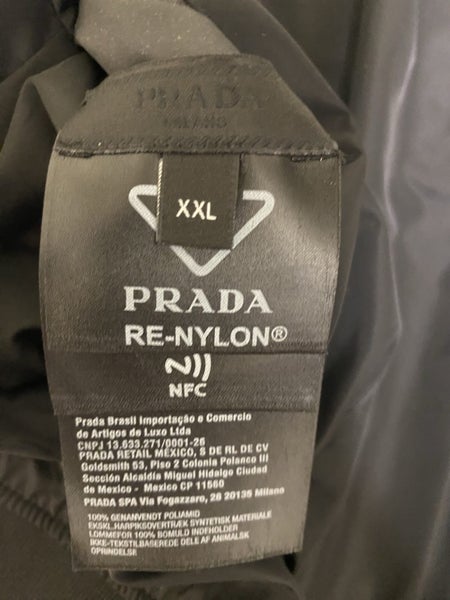 PRADA
MILANO
XXL
PRADA
RE-NYLON®
NFC
Prada Brasil Importação e Comercio
de Artigos de Luxo Ltda
CNPJ 13.633.271/0001-26
PRADA RETAIL MEXICO, S DE RL DE CV
Goldsmith 53, Piso 2 Colonia Polanco III
Sección Alcaldía Miguel Hidalgo Ciudad
de Mexico - Mexico CP 11560
PRADA SPA Via Fogazzaro, 28 20135 Milano
100% GENANVENDT POLIAMID
EKSKL.HARPIKSOVERTRÆK SYNTETISK MATERIALE
LOMMEFOR 100% BOMULD INDEHOLDER
IKKE-TEKSTILBASEREDE DELE AF ANIMALSK
OPRINDELSE